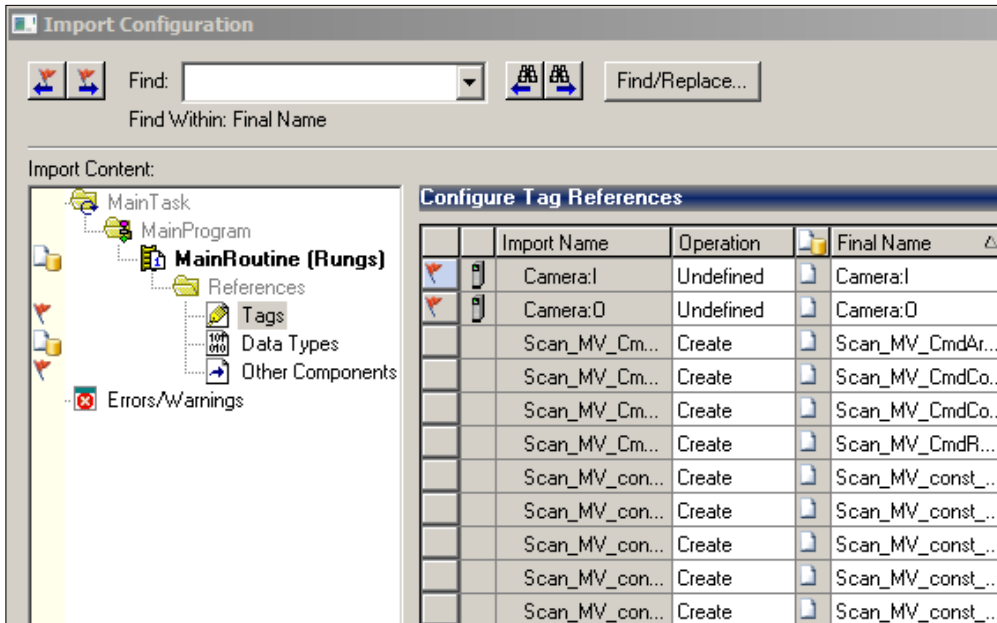 Import Configuration
Find:
Find/Replace...
Find Within: Final Name
Import Content:
MainTask
MainProgram
MainRoutine (Rungs)
References
Tags
Data Types
Other Components
Errors/Warnings
Configure Tag References
Import Name Operation Final Name
Camera:I Undefined Camera:I
Camera:O Undefined Camera:O
Scan_MV_Cm... Create Scan_MV_CmdAr...
Scan_MV_Cm... Create Scan_MV_CmdCo...
Scan_MV_Cm... Create Scan_MV_CmdCo...
Scan_MV_Cm... Create Scan_MV_CmdR...
Scan_MV_con... Create Scan_MV_const_...
Scan_MV_con... Create Scan_MV_const_...
Scan_MV_con... Create Scan_MV_const_...
Scan_MV_con... Create Scan_MV_const_...
Scan_MV_con... Create Scan_MV_const_...